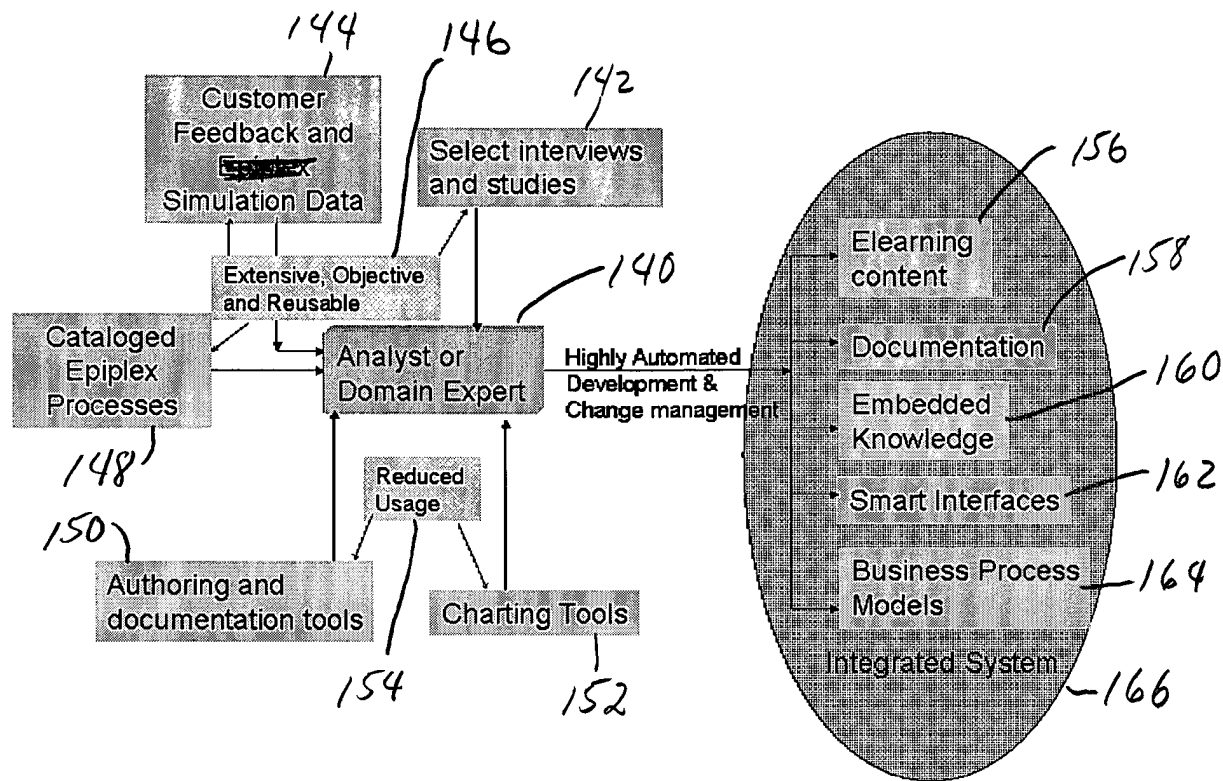 144
146
142
Customer
Feedback and
Simulation Data
Select interviews
and studies
156
Extensive, Objective
and Reusable
140
Elearning
content
158
Cataloged
Epiplex
Processes
Analyst or
Domain Expert
Highly Automated
Development &
Change management
Documentation
160
Embedded
Knowledge
148
Reduced
Usage
162
Smart Interfaces
150
Authoring and
documentation tools
Charting Tools
Business Process
Models
164
154
152
Integrated System
166